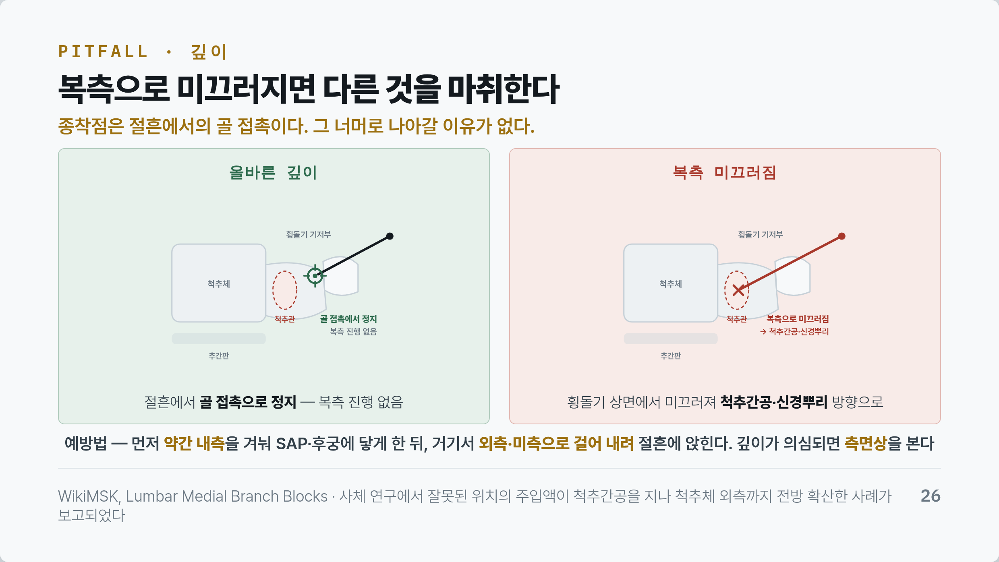 PITFALL · 깊이
복측으로 미끄러지면 다른 것을 마취한다
종착점은 절흔에서의 골 접촉이다. 그 너머로 나아갈 이유가 없다.
올바른 깊이
횡돌기 기저부
척추체
척추관
골 접촉에서 정지
복측 진행 없음
추간판
절흔에서 골 접촉으로 정지 — 복측 진행 없음
복측 미끄러짐
횡돌기 기저부
척추체
척추관
복측으로 미끄러짐
→ 척추간공·신경뿌리
추간판
횡돌기 상면에서 미끄러져 척추간공·신경뿌리 방향으로
예방법 — 먼저 약간 내측을 겨눠 SAP·후궁에 닿게 한 뒤, 거기서 외측·미측으로 걸어 내려 절흔에 앉힌다. 깊이가 의심되면 측면상을 본다
WikiMSK, Lumbar Medial Branch Blocks · 사체 연구에서 잘못된 위치의 주입액이 척추간공을 지나 척추체 외측까지 전방 확산한 사례가
보고되었다
26